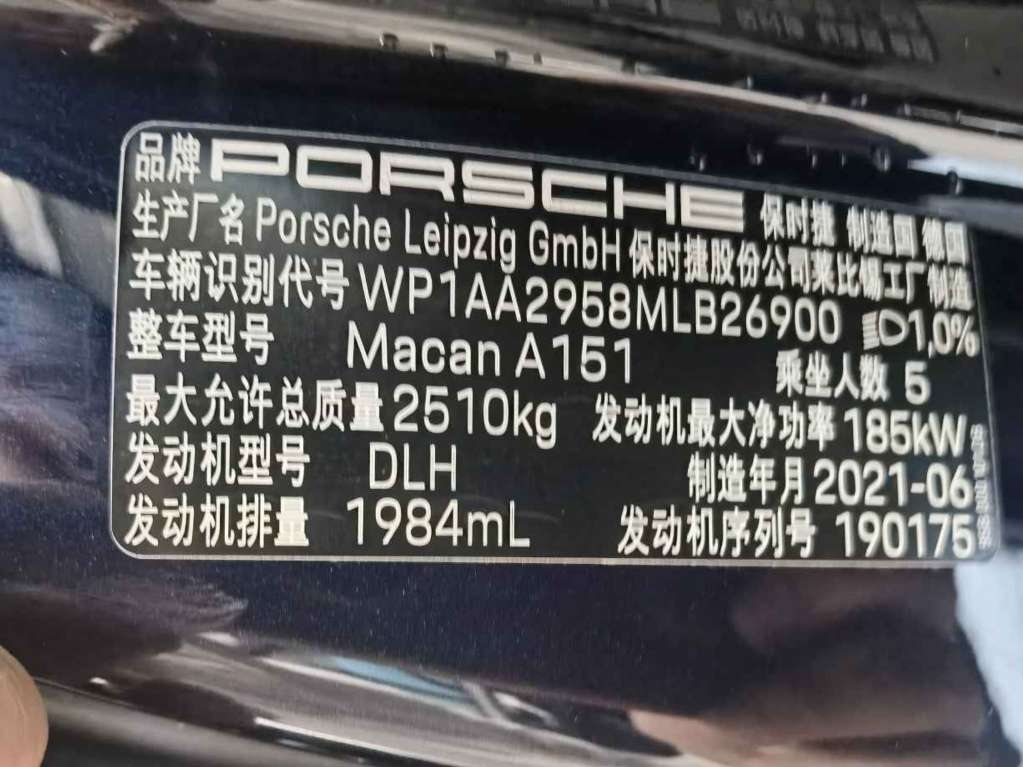 品牌 PORSCHE 保时捷 制造国 德国
生产厂名 Porsche Leipzig GmbH 保时捷股份公司莱比锡工厂制造
车辆识别代号 WP1AA2958MLB26900 1,0%
整车型号 Macan A151 乘坐人数 5
最大允许总质量 2510kg 发动机最大净功率 185kW
发动机型号 DLH 制造年月 2021-06
发动机排量 1984mL 发动机序列号 190175